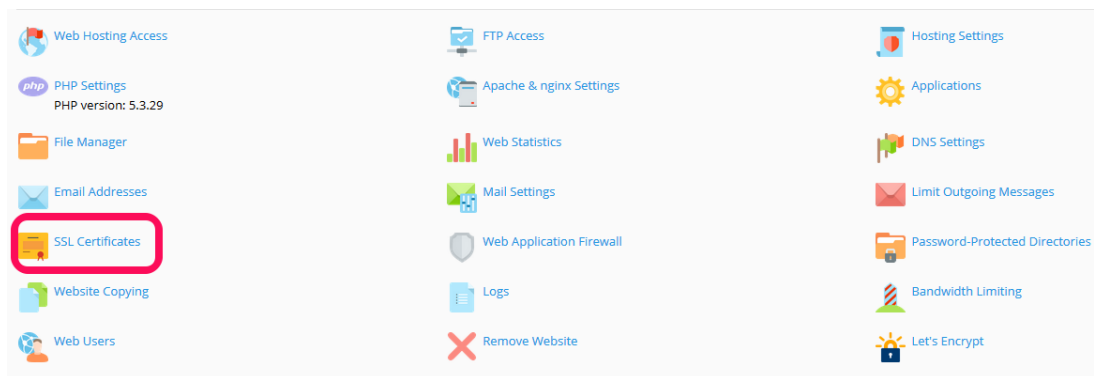 Web Hosting Access
FTP Access
Hosting Settings
php
PHP Settings
PHP version: 5.3.29
Apache & nginx Settings
Applications
File Manager
Web Statistics
DNS Settings
Email Addresses
Mail Settings
Limit Outgoing Messages
SSL Certificates
Web Application Firewall
Password-Protected Directories
Website Copying
Logs
Bandwidth Limiting
Web Users
Remove Website
Let's Encrypt